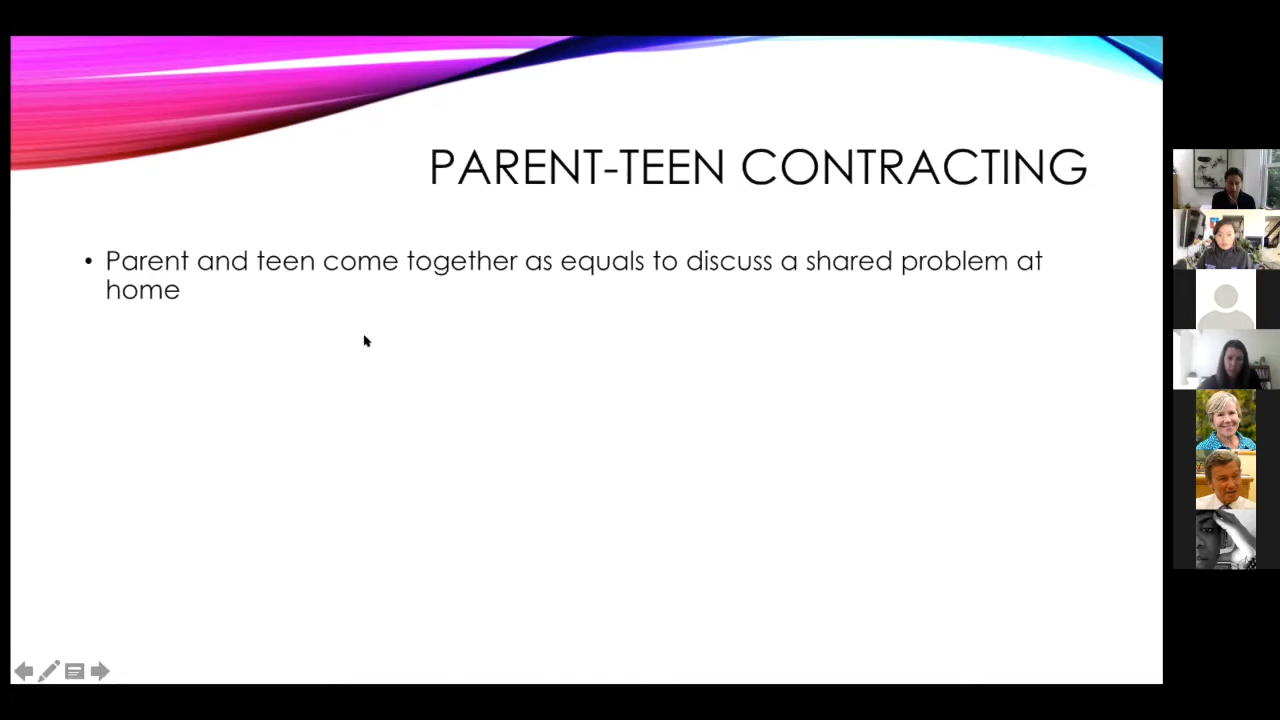 PARENT-TEEN CONTRACTING
• Parent and teen come together as equals to discuss a shared problem at
home